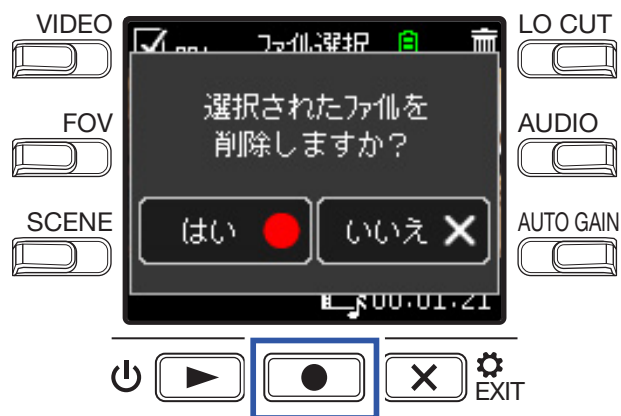 VIDEO
LO CUT
ファイル選択
選択されたファイルを
削除しますか？
FOV
AUDIO
はい
いいえ
SCENE
AUTO GAIN
00:01:21
EXIT